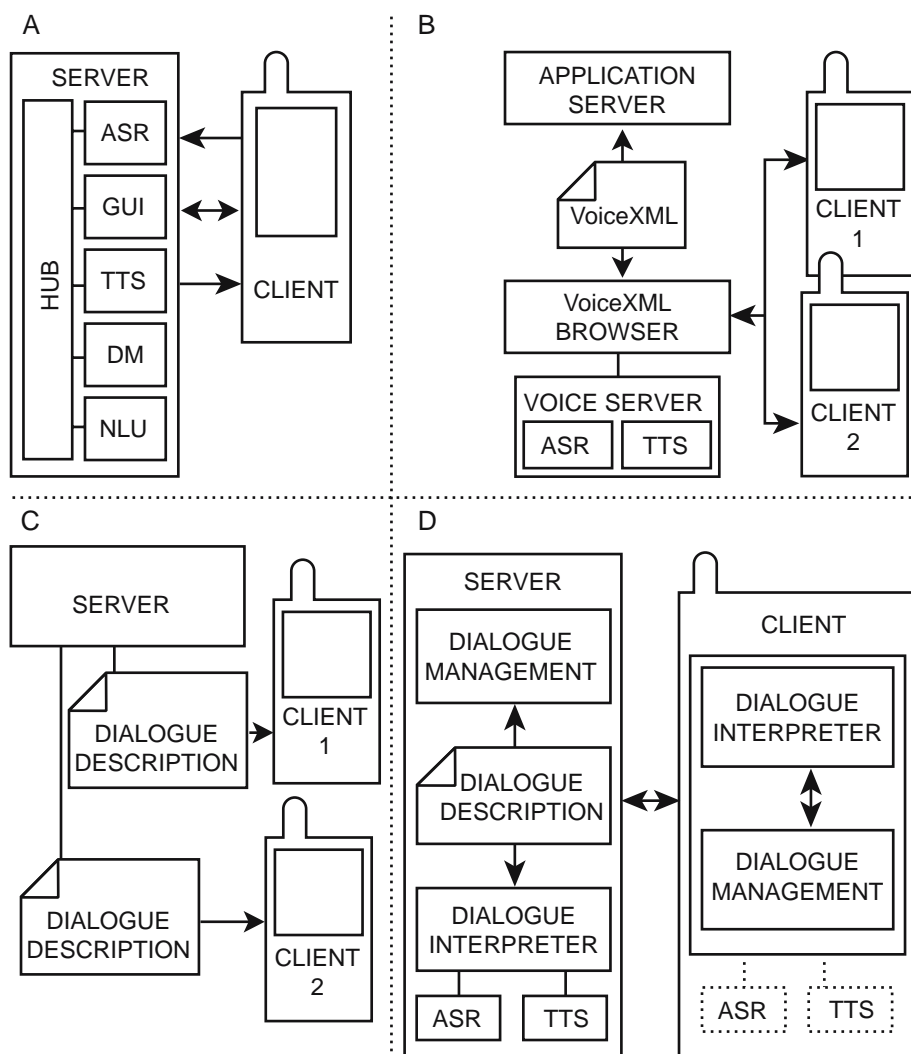 A
SERVER
HUB
ASR
GUI
TTS
DM
NLU
CLIENT
B
APPLICATION
SERVER
VoiceXML
VoiceXML
BROWSER
VOICE SERVER
ASR
TTS
CLIENT
1
CLIENT
2
C
SERVER
DIALOGUE
DESCRIPTION
CLIENT
1
DIALOGUE
DESCRIPTION
CLIENT
2
D
SERVER
DIALOGUE
MANAGEMENT
DIALOGUE
DESCRIPTION
DIALOGUE
INTERPRETER
ASR
TTS
CLIENT
DIALOGUE
INTERPRETER
DIALOGUE
MANAGEMENT
ASR
TTS